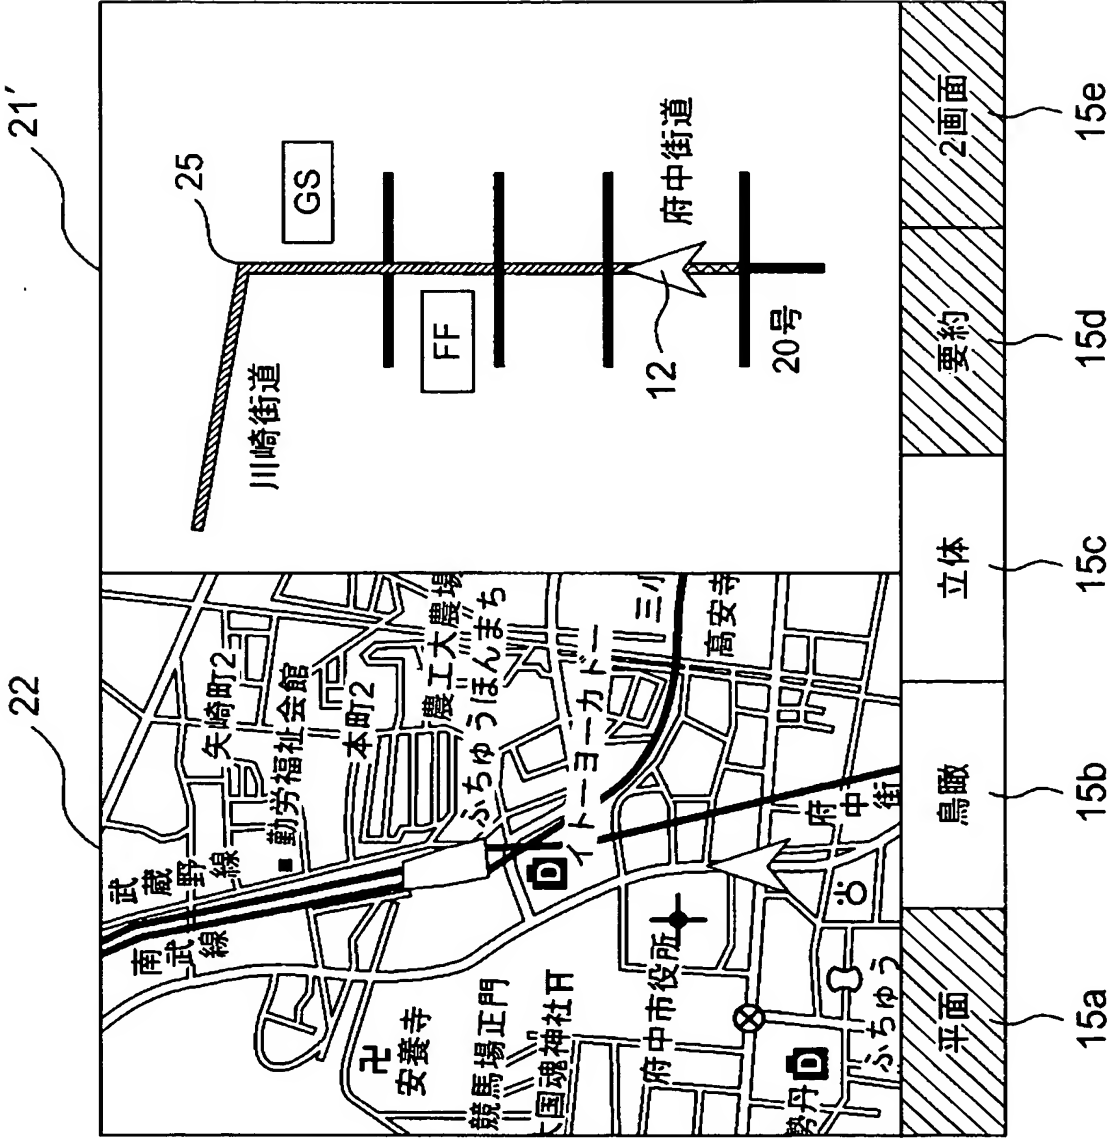 22
21′
武蔵野線
南武線
矢崎町2
勤労福祉会館
本町2
農工大農場
ふちゅうほんまち
イトーヨーカドー
三小
高安寺
府中街
安養寺
競馬場正門
大国魂神社
府中市役所
勢丹
ふちゅう
D
D
25
GS
FF
川崎街道
12
府中街道
20号
平面
鳥瞰
立体
要約
2画面
15a
15b
15c
15d
15e